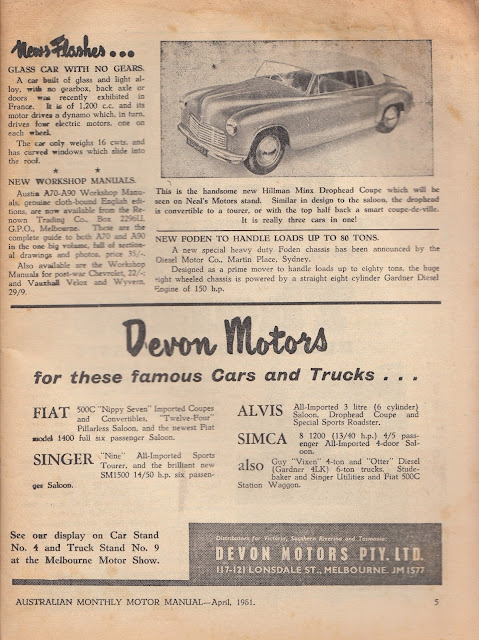 News Flashes...
GLASS CAR WITH NO GEARS.
A car built of glass and light al-
loy, with no gearbox, back axle or
doors was recently exhibited in
France. It is of 1,200 c.c. and its
motor drives a dynamo which, in turn,
drives four electric motors, one on
each wheel.
The car only weighs 16 cwts. and
has curved windows which slide into
the roof.
★ ★
NEW WORKSHOP MANUALS.
Austin A70-A90 Workshop Manu-
als, genuine cloth-bound English edi-
tions, are now available from the Re-
nown Trading Co., Box 2296U,
G.P.O., Melbourne. These are the
complete guide to both A70 and A90
in the one big volume, full of section-
al drawings and photos, price 35/-.
Also available are the Workshop
Manuals for post-war Chevrolet, 22/-;
and Vauxhall Velox and Wyvern,
29/9.
This is the handsome new Hillman Minx Drophead Coupe which will be
seen on Neal's Motors stand. Similar in design to the saloon, the drophead
is convertible to a tourer, or with the top half back a smart coupe-de-ville.
It is really three cars in one!
NEW FODEN TO HANDLE LOADS UP TO 80 TONS.
A new special heavy duty Foden chassis has been announced by the
Diesel Motor Co., Martin Place, Sydney.
Designed as a prime mover to handle loads up to eighty tons, the huge
eight wheeled chassis is powered by a straight eight cylinder Gardner Diesel
Engine of 150 h.p.
Devon Motors
for these famous Cars and Trucks . . .
FIAT 500C "Nippy Seven" Imported Coupes
and Convertibles, "Twelve-Four"
Pillarless Saloon, and the newest Fiat
model 1400 full six passenger Saloon.
SINGER "Nine" All-Imported Sports
Tourer, and the brilliant new
SM1500 14/50 h.p. six passen-
ger Saloon.
ALVIS All-Imported 3 litre (6 cylinder)
Saloon, Drophead Coupe and
Special Sports Roadster.
SIMCA 8 1200 (13/40 h.p.) 4/5 pass-
enger All-Imported 4-door Sal-
oon.
also Guy "Vixen" 4-ton and "Otter" Diesel
(Gardner 4LK) 6-ton trucks. Stude-
baker and Singer Utilities and Fiat 500C
Station Waggon.
See our display on Car Stand
No. 4 and Truck Stand No. 9
at the Melbourne Motor Show.
Distributors for Victoria, Southern Riverina and Tasmania:
DEVON MOTORS PTY. LTD.
117-121 LONSDALE ST., MELBOURNE. JM 1577
AUSTRALIAN MONTHLY MOTOR MANUAL—April, 1951. 5